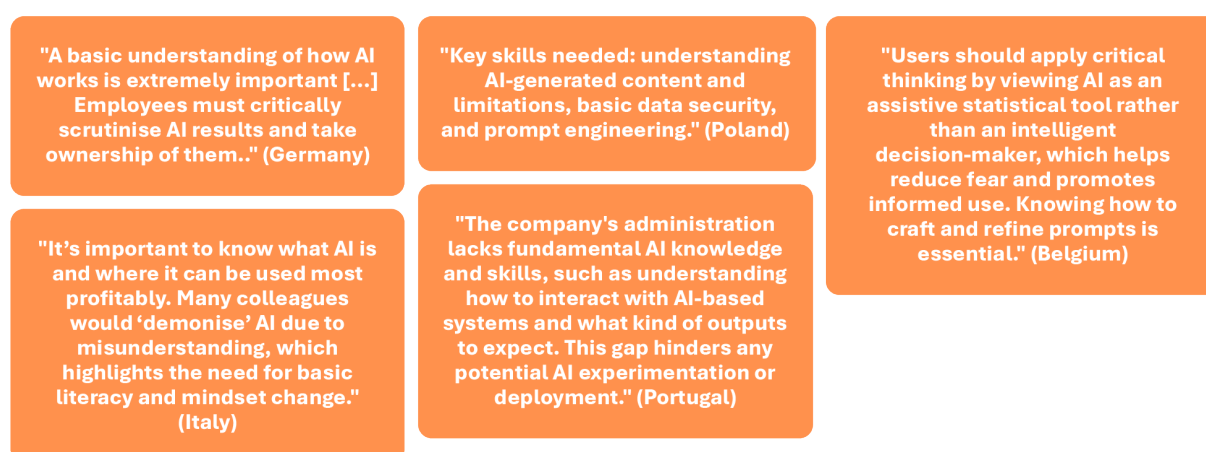 "A basic understanding of how AI
works is extremely important [...]
Employees must critically
scrutinise AI results and take
ownership of them.." (Germany)
"It’s important to know what AI is
and where it can be used most
profitably. Many colleagues
would ‘demonise’ AI due to
misunderstanding, which
highlights the need for basic
literacy and mindset change."
(Italy)
"Key skills needed: understanding
AI-generated content and
limitations, basic data security,
and prompt engineering." (Poland)
"The company's administration
lacks fundamental AI knowledge
and skills, such as understanding
how to interact with AI-based
systems and what kind of outputs
to expect. This gap hinders any
potential AI experimentation or
deployment." (Portugal)
"Users should apply critical
thinking by viewing AI as an
assistive statistical tool rather
than an intelligent
decision-maker, which helps
reduce fear and promotes
informed use. Knowing how to
craft and refine prompts is
essential." (Belgium)